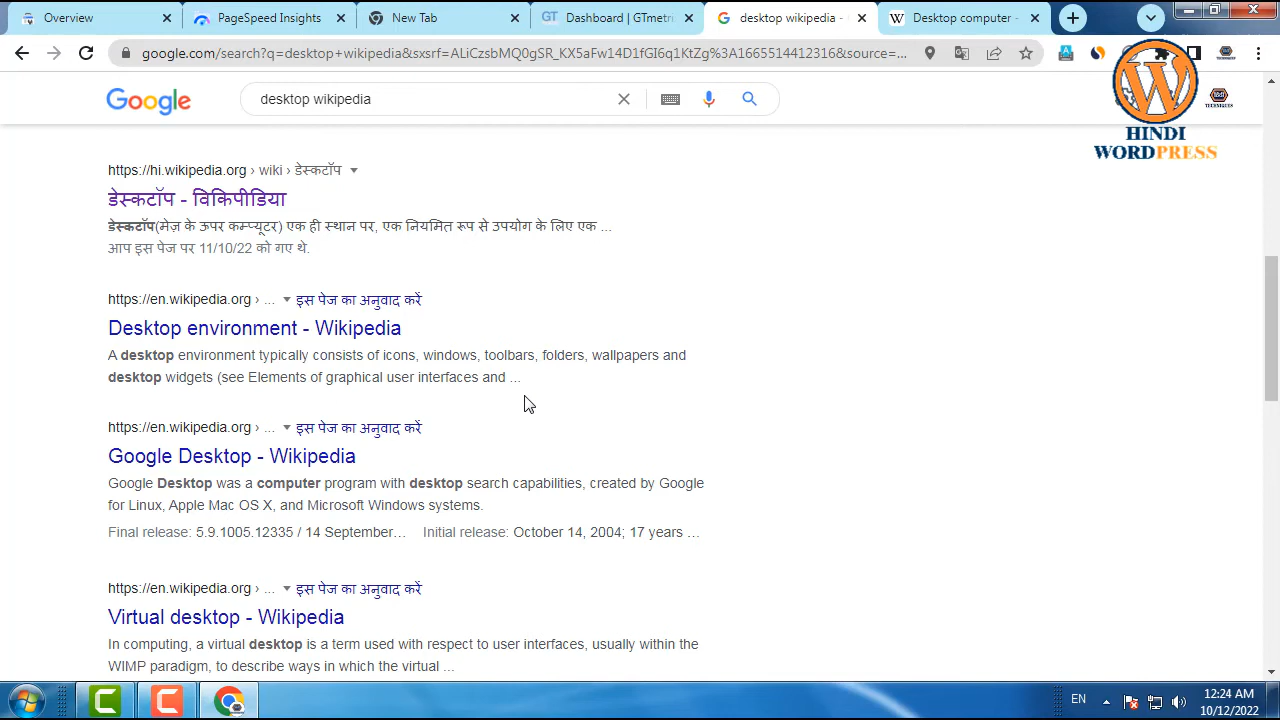 Overview
PageSpeed Insights
New Tab
Dashboard | GTmetri
desktop wikipedia -
Desktop computer -
google.com/search?q=desktop+wikipedia&sxsrf=ALiCzsbMQ0gSR_KX5aFw14D1fGI6q1KtZg%3A1665514412316&source=...
Google
desktop wikipedia
HINDI
WORDPRESS
https://hi.wikipedia.org › wiki › डेस्कटॉप
डेस्कटॉप - विकिपीडिया
डेस्कटॉप(मेज़ के ऊपर कम्प्यूटर) एक ही स्थान पर, एक नियमित रूप से उपयोग के लिए एक ...
आप इस पेज पर 11/10/22 को गए थे.
https://en.wikipedia.org › ... इस पेज का अनुवाद करें
Desktop environment - Wikipedia
A desktop environment typically consists of icons, windows, toolbars, folders, wallpapers and
desktop widgets (see Elements of graphical user interfaces and ...
https://en.wikipedia.org › ... इस पेज का अनुवाद करें
Google Desktop - Wikipedia
Google Desktop was a computer program with desktop search capabilities, created by Google
for Linux, Apple Mac OS X, and Microsoft Windows systems.
Final release: 5.9.1005.12335 / 14 September... Initial release: October 14, 2004; 17 years ...
https://en.wikipedia.org › ... इस पेज का अनुवाद करें
Virtual desktop - Wikipedia
In computing, a virtual desktop is a term used with respect to user interfaces, usually within the
WIMP paradigm, to describe ways in which the virtual ...
EN
12:24 AM
10/12/2022